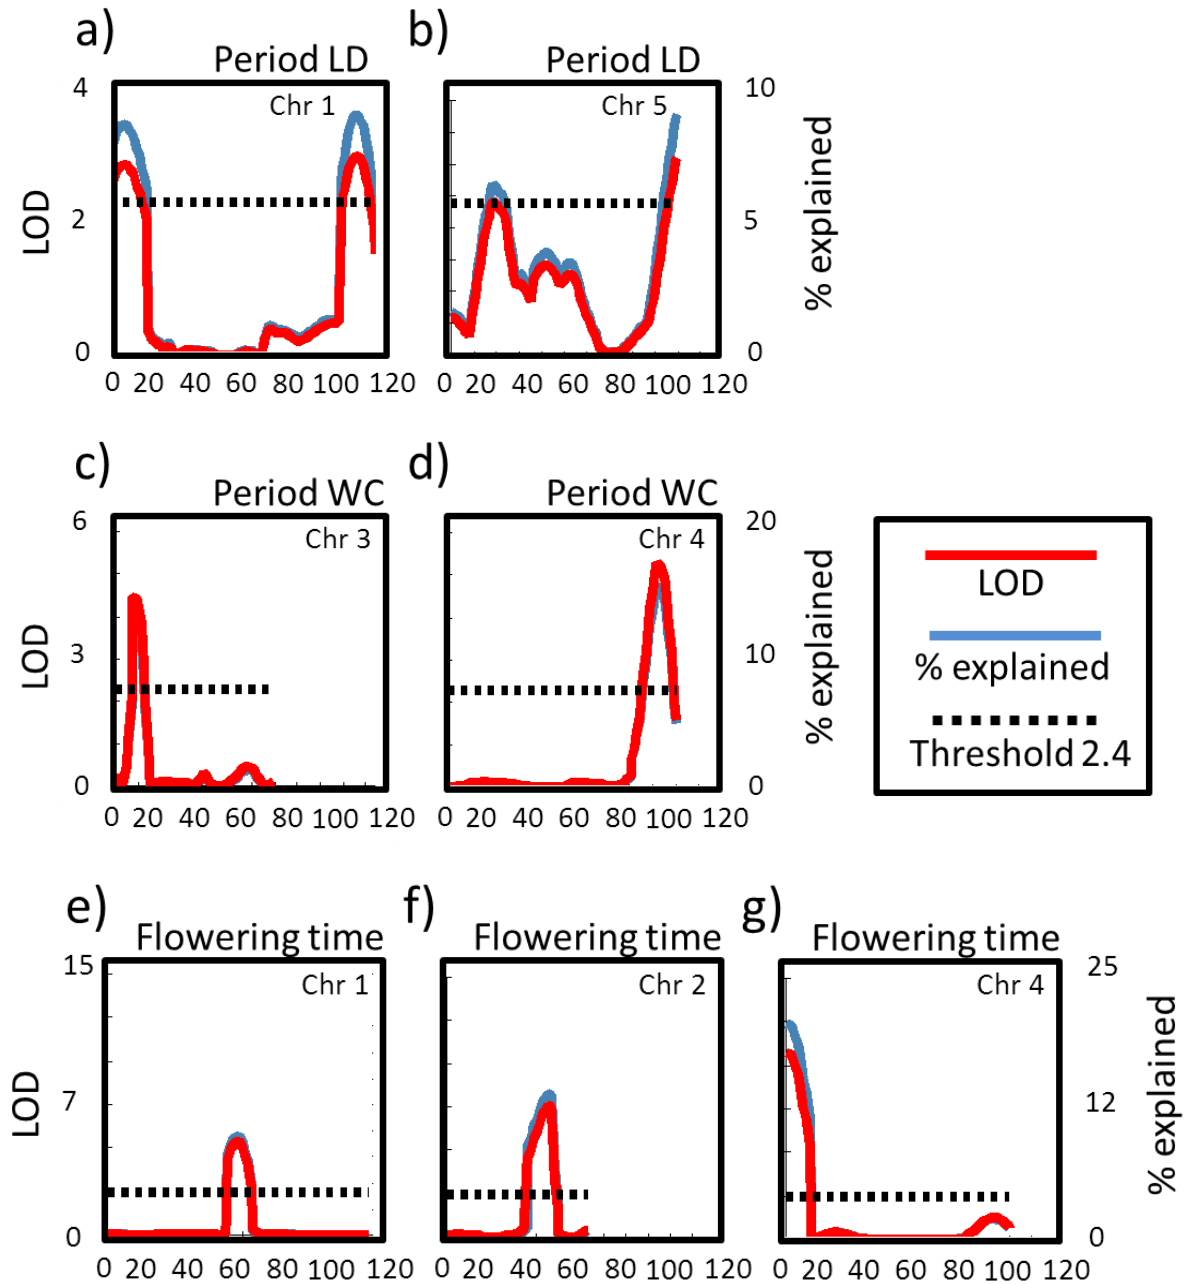 a)
Period LD
b)
Period LD
4
Chr 1
Chr 5
10
LOD
2
5
% explained
0
0
0 20 40 60 80 100 120
0 20 40 60 80 100 120
c)
Period WC
d)
Period WC
6
Chr 3
Chr 4
20
LOD
3
10
% explained
0
0
0 20 40 60 80 100 120
0 20 40 60 80 100 120
LOD
% explained
Threshold 2.4
e)
Flowering time
f)
Flowering time
g)
Flowering time
15
Chr 1
Chr 2
Chr 4
25
LOD
7
12
% explained
0
0
0 20 40 60 80 100 120
0 20 40 60 80 100 120
0 20 40 60 80 100 120